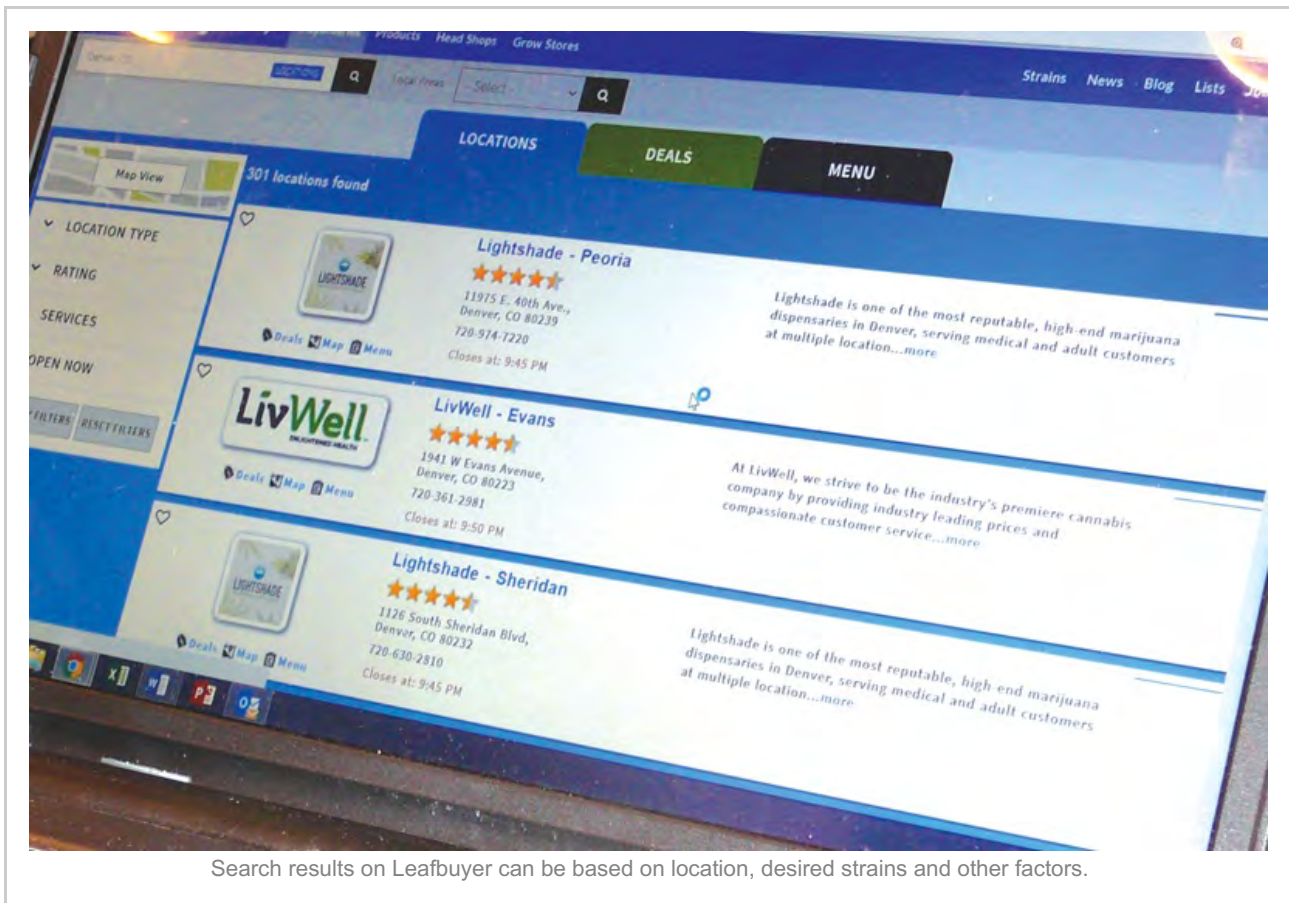 Products Head Shops Grow Stores
Strains News Blog Lists
LOCATIONS
Local Areas
- Select -
LOCATIONS
DEALS
MENU
Map View
301 locations found
LOCATION TYPE
RATING
SERVICES
OPEN NOW
FILTERS RESET FILTERS
LIGHTSHADE
Deals Map Menu
Lightshade - Peoria
11975 E. 40th Ave.,
Denver, CO 80239
720-974-7220
Closes at: 9:45 PM
Lightshade is one of the most reputable, high-end marijuana
dispensaries in Denver, serving medical and adult customers
at multiple location...more
LivWell
ENLIGHTENED HEALTH
Deals Map Menu
LivWell - Evans
1941 W Evans Avenue,
Denver, CO 80223
720-361-2981
Closes at: 9:50 PM
At LivWell, we strive to be the industry's premiere cannabis
company by providing industry leading prices and
compassionate customer service...more
LIGHTSHADE
Deals Map Menu
Lightshade - Sheridan
1126 South Sheridan Blvd,
Denver, CO 80232
720-630-2810
Closes at: 9:45 PM
Lightshade is one of the most reputable, high end marijuana
dispensaries in Denver, serving medical and adult customers
at multiple location...more
Search results on Leafbuyer can be based on location, desired strains and other factors.